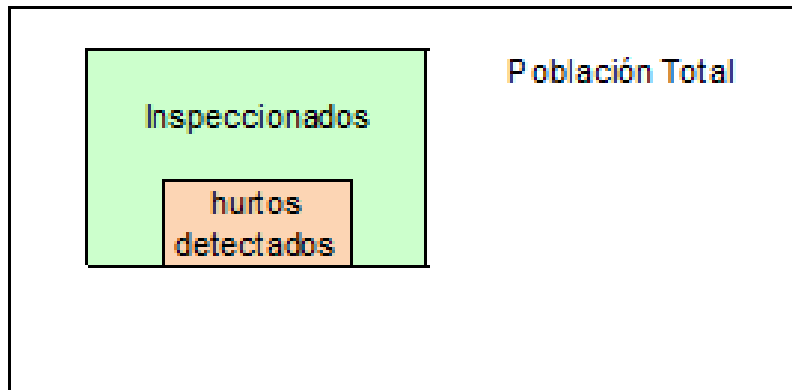 Población Total
Inspeccionados
hurtos
detectados